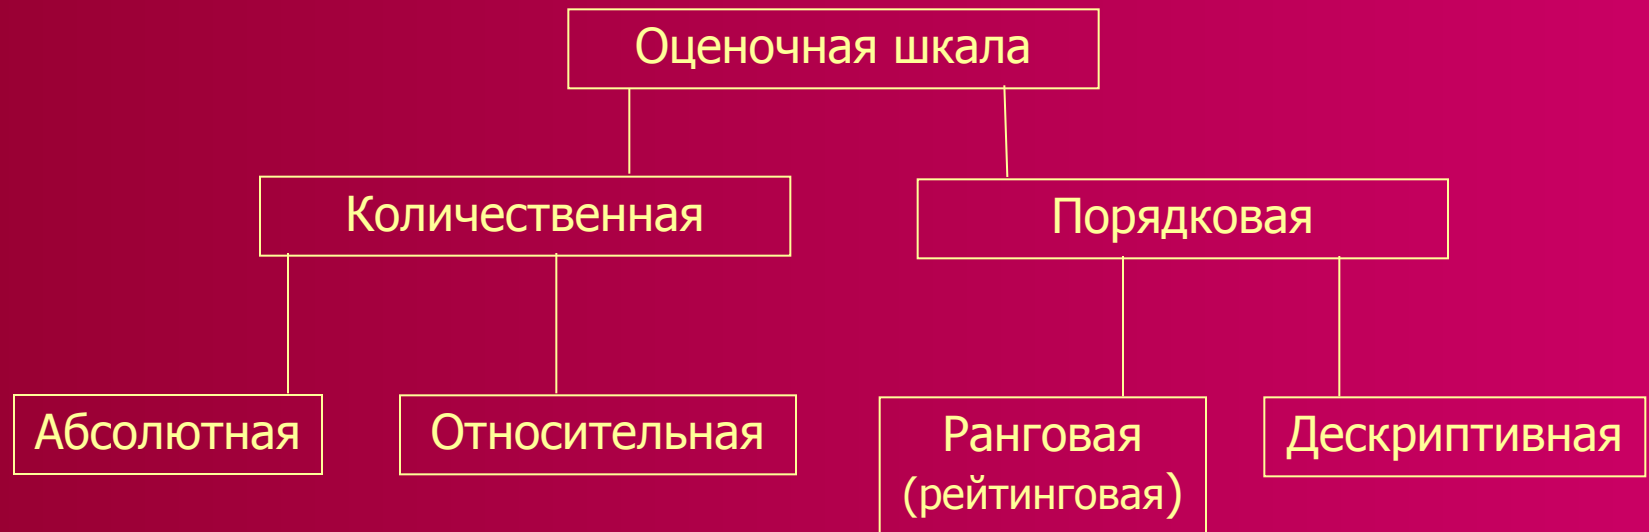 Оценочная шкала
Количественная
Порядковая
Абсолютная
Относительная
Ранговая
(рейтинговая)
Дескриптивная